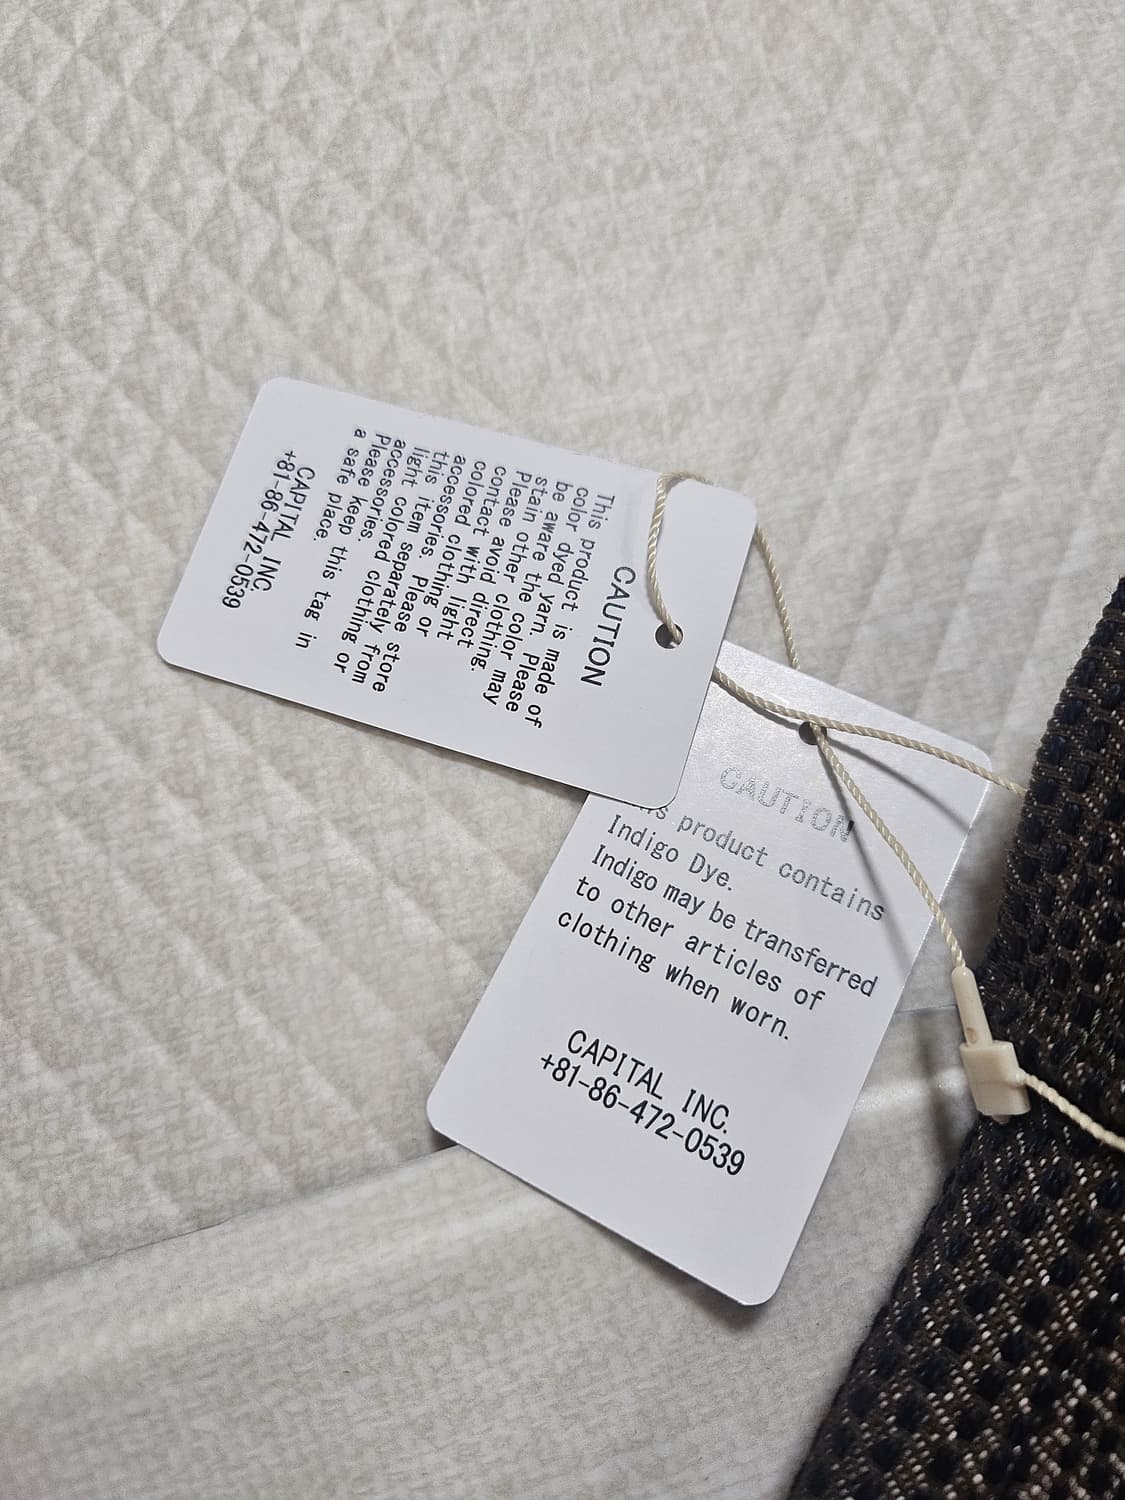 CAUTION
This product is made of
color dyed yarn. Please
be aware the color may
stain other clothing.
Please avoid direct
contact with light
colored clothing or
accessories. Please store
this item separately from
light colored clothing or
accessories.
Please keep this tag in
a safe place.
CAPITAL INC.
+81-86-472-0539
CAUTION
product contains
Indigo Dye.
Indigo may be transferred
to other articles of
clothing when worn.
CAPITAL INC.
+81-86-472-0539